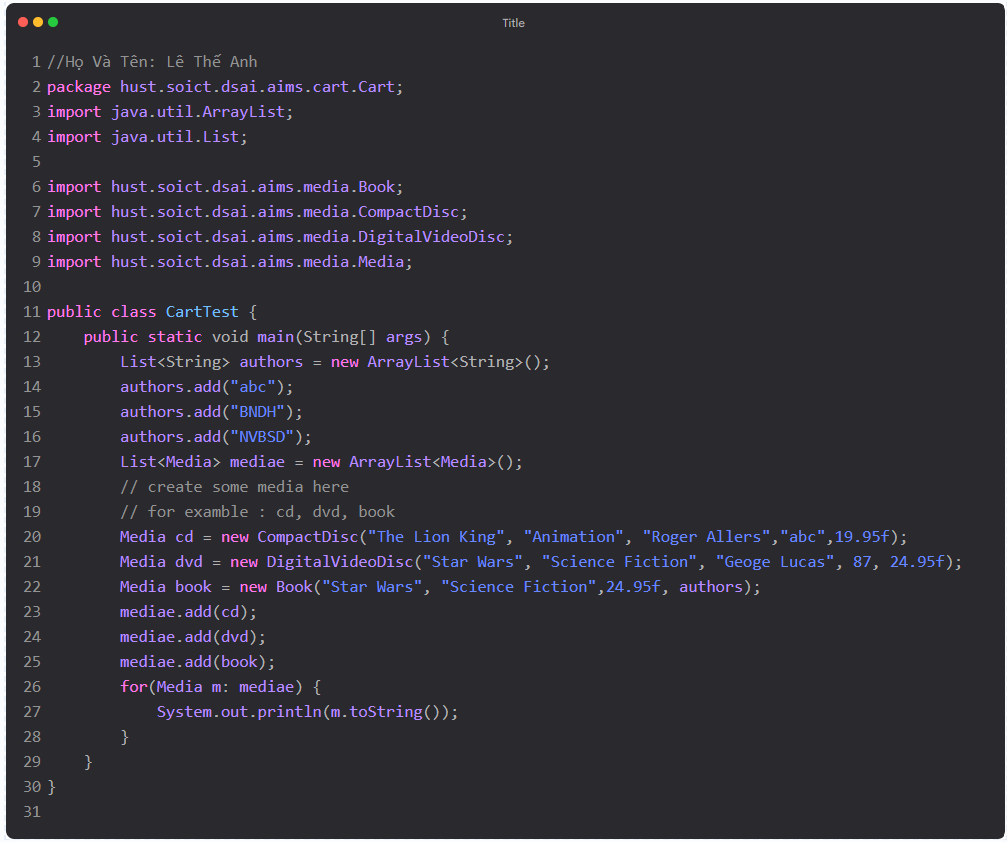 Title
1 //Họ Và Tên: Lê Thế Anh
2 package hust.soict.dsai.aims.cart.Cart;
3 import java.util.ArrayList;
4 import java.util.List;
5
6 import hust.soict.dsai.aims.media.Book;
7 import hust.soict.dsai.aims.media.CompactDisc;
8 import hust.soict.dsai.aims.media.DigitalVideoDisc;
9 import hust.soict.dsai.aims.media.Media;
10
11 public class CartTest {
12     public static void main(String[] args) {
13         List<String> authors = new ArrayList<String>();
14         authors.add("abc");
15         authors.add("BNDH");
16         authors.add("NVBSD");
17         List<Media> mediae = new ArrayList<Media>();
18         // create some media here
19         // for examble : cd, dvd, book
20         Media cd = new CompactDisc("The Lion King", "Animation", "Roger Allers","abc",19.95f);
21         Media dvd = new DigitalVideoDisc("Star Wars", "Science Fiction", "Geoge Lucas", 87, 24.95f);
22         Media book = new Book("Star Wars", "Science Fiction",24.95f, authors);
23         mediae.add(cd);
24         mediae.add(dvd);
25         mediae.add(book);
26         for(Media m: mediae) {
27             System.out.println(m.toString());
28         }
29     }
30 }
31